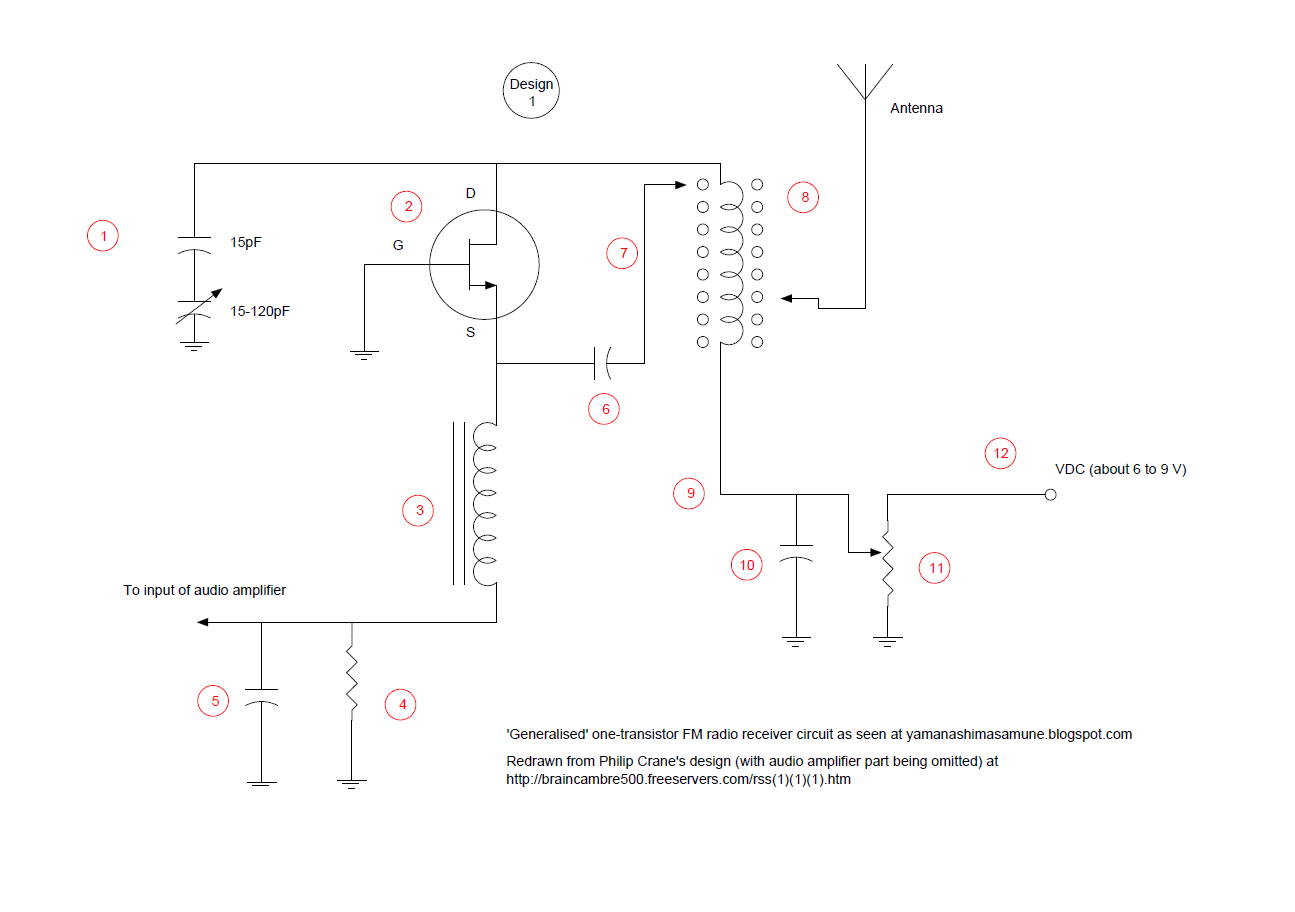 Design
1
Antenna
D
2
8
1
15pF
G
7
15-120pF
S
6
12
VDC (about 6 to 9 V)
9
3
10
11
To input of audio amplifier
5
4
'Generalised' one-transistor FM radio receiver circuit as seen at yamanashimasamune.blogspot.com
Redrawn from Philip Crane's design (with audio amplifier part being omitted) at
http://braincambre500.freeservers.com/rss(1)(1)(1).htm